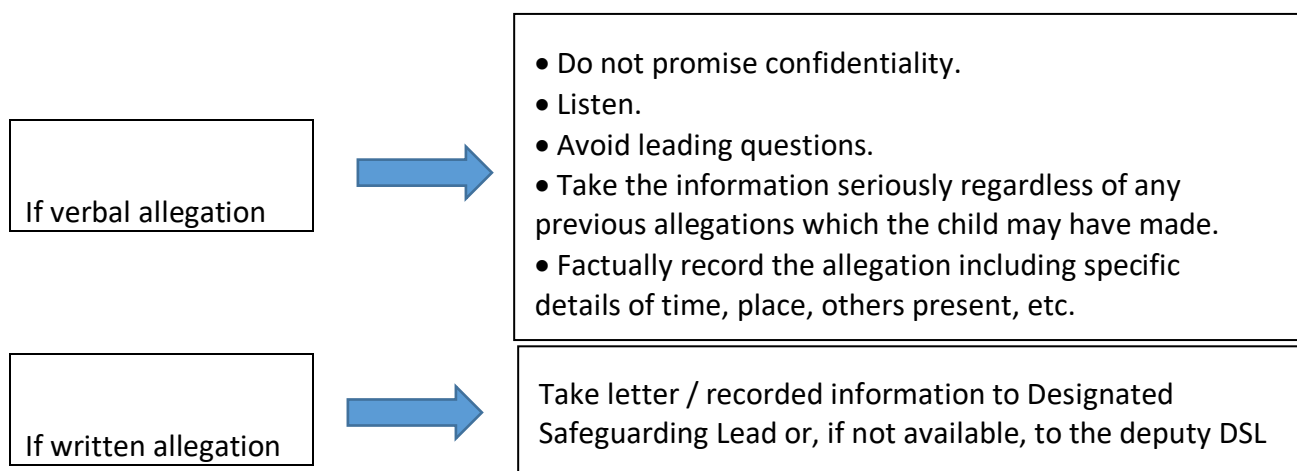 If verbal allegation
• Do not promise confidentiality.
• Listen.
• Avoid leading questions.
• Take the information seriously regardless of any
previous allegations which the child may have made.
• Factually record the allegation including specific
details of time, place, others present, etc.
If written allegation
Take letter / recorded information to Designated
Safeguarding Lead or, if not available, to the deputy DSL